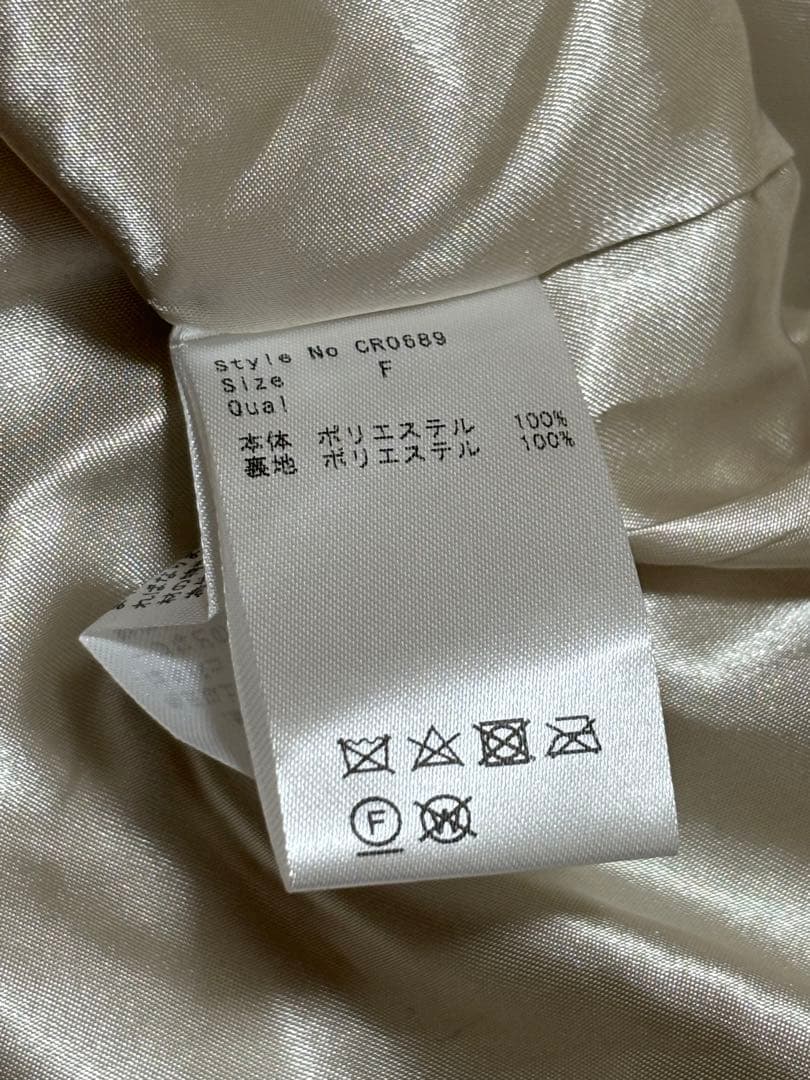 Style No CR0689
Size F
Qual
本体 ポリエステル 100%
裏地 ポリエステル 100%
F W